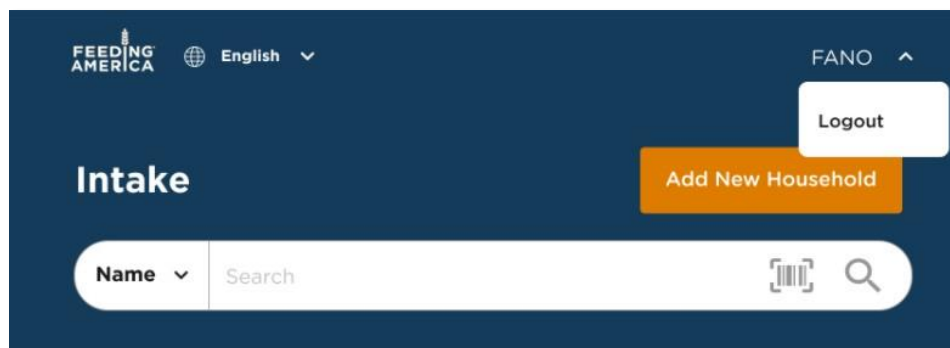 FEEDING
AMERICA
English
FANO
Logout
Intake
Add New Household
Name
Search